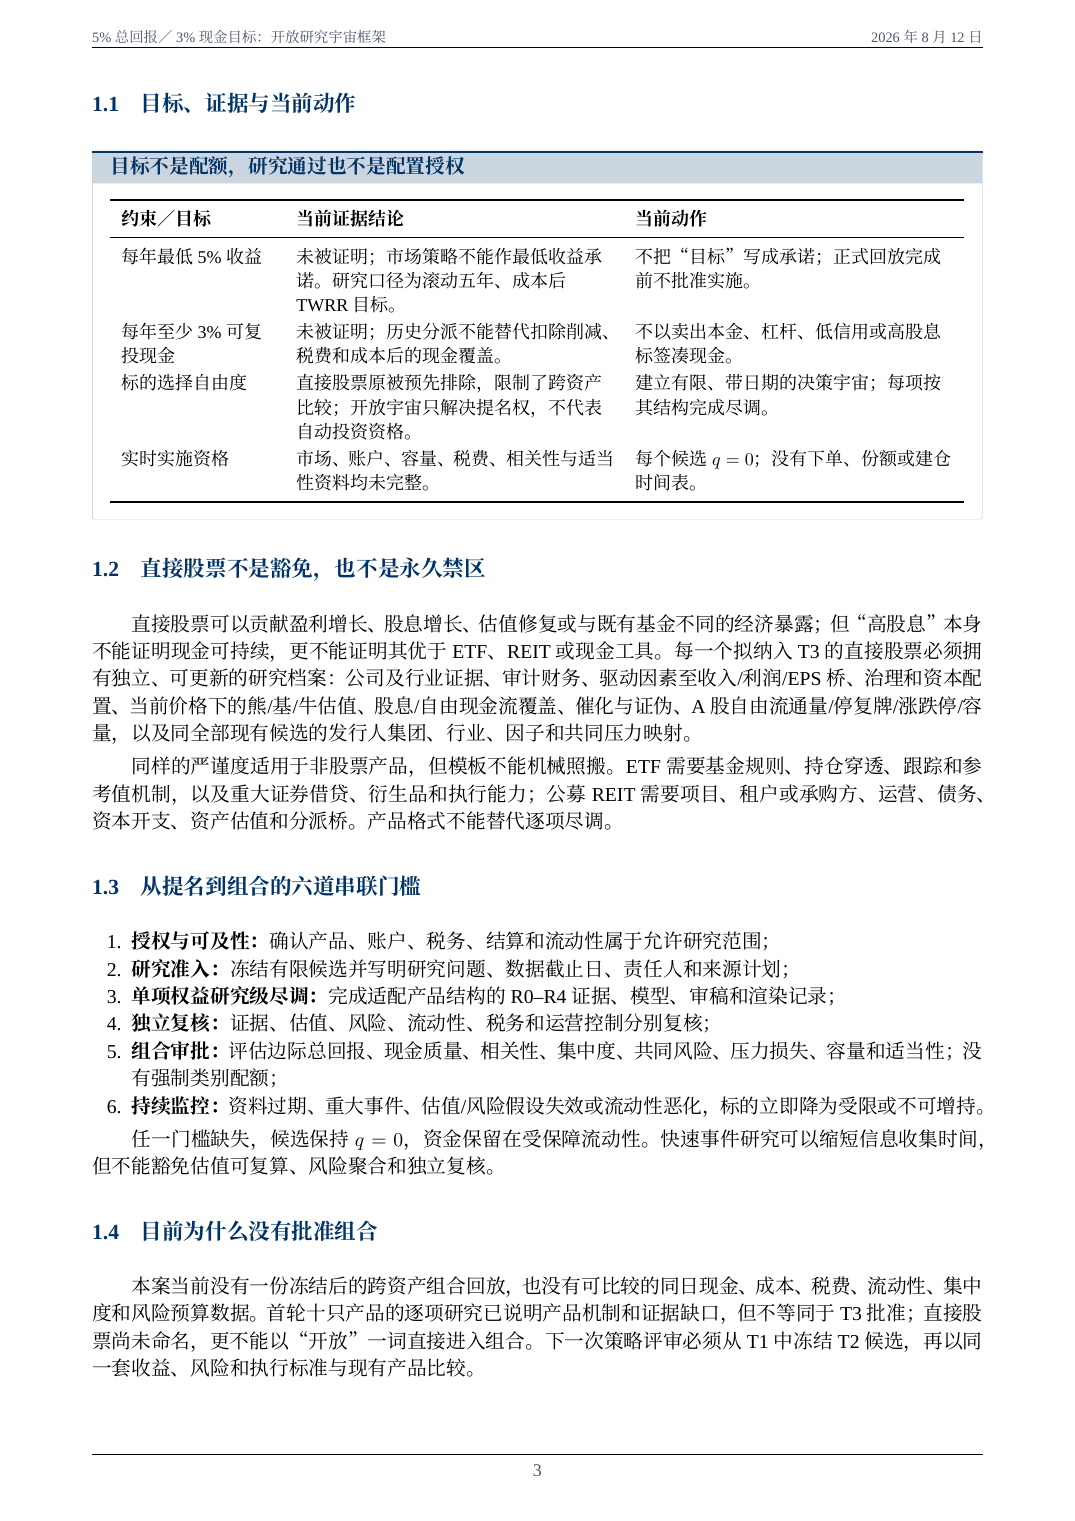 5% 总回报／3% 现金目标：开放研究宇宙框架 2026 年 8 月 12 日
1.1 目标、证据与当前动作
目标不是配额，研究通过也不是配置授权
约束／目标 当前证据结论 当前动作
每年最低 5% 收益 未被证明；市场策略不能作最低收益承 不把“目标”写成承诺；正式回放完成
诺。研究口径为滚动五年、成本后 前不批准实施。
TWRR 目标。
每年至少 3% 可复 未被证明；历史分派不能替代扣除削减、 不以卖出本金、杠杆、低信用或高股息
投现金 税费和成本后的现金覆盖。 标签凑现金。
标的选择自由度 直接股票原被预先排除，限制了跨资产 建立有限、带日期的决策宇宙；每项按
比较；开放宇宙只解决提名权，不代表 其结构完成尽调。
自动投资资格。
实时实施资格 市场、账户、容量、税费、相关性与适当 每个候选 q = 0；没有下单、份额或建仓
性资料均未完整。 时间表。
1.2 直接股票不是豁免，也不是永久禁区
直接股票可以贡献盈利增长、股息增长、估值修复或与既有基金不同的经济暴露；但“高股息”本身
不能证明现金可持续，更不能证明其优于 ETF、REIT 或现金工具。每一个拟纳入 T3 的直接股票必须拥
有独立、可更新的研究档案：公司及行业证据、审计财务、驱动因素至收入/利润/EPS 桥、治理和资本配
置、当前价格下的熊/基/牛估值、股息/自由现金流覆盖、催化与证伪、A 股自由流通量/停复牌/涨跌停/容
量，以及同全部现有候选的发行人集团、行业、因子和共同压力映射。
同样的严谨度适用于非股票产品，但模板不能机械照搬。ETF 需要基金规则、持仓穿透、跟踪和参
考值机制，以及重大证券借贷、衍生品和执行能力；公募 REIT 需要项目、租户或承购方、运营、债务、
资本开支、资产估值和分派桥。产品格式不能替代逐项尽调。
1.3 从提名到组合的六道串联门槛
1. 授权与可及性：确认产品、账户、税务、结算和流动性属于允许研究范围；
2. 研究准入：冻结有限候选并写明研究问题、数据截止日、责任人和来源计划；
3. 单项权益研究级尽调：完成适配产品结构的 R0–R4 证据、模型、审稿和渲染记录；
4. 独立复核：证据、估值、风险、流动性、税务和运营控制分别复核；
5. 组合审批：评估边际总回报、现金质量、相关性、集中度、共同风险、压力损失、容量和适当性；没
有强制类别配额；
6. 持续监控：资料过期、重大事件、估值/风险假设失效或流动性恶化，标的立即降为受限或不可增持。
任一门槛缺失，候选保持 q = 0，资金保留在受保障流动性。快速事件研究可以缩短信息收集时间，
但不能豁免估值可复算、风险聚合和独立复核。
1.4 目前为什么没有批准组合
本案当前没有一份冻结后的跨资产组合回放，也没有可比较的同日现金、成本、税费、流动性、集中
度和风险预算数据。首轮十只产品的逐项研究已说明产品机制和证据缺口，但不等同于 T3 批准；直接股
票尚未命名，更不能以“开放”一词直接进入组合。下一次策略评审必须从 T1 中冻结 T2 候选，再以同
一套收益、风险和执行标准与现有产品比较。
3